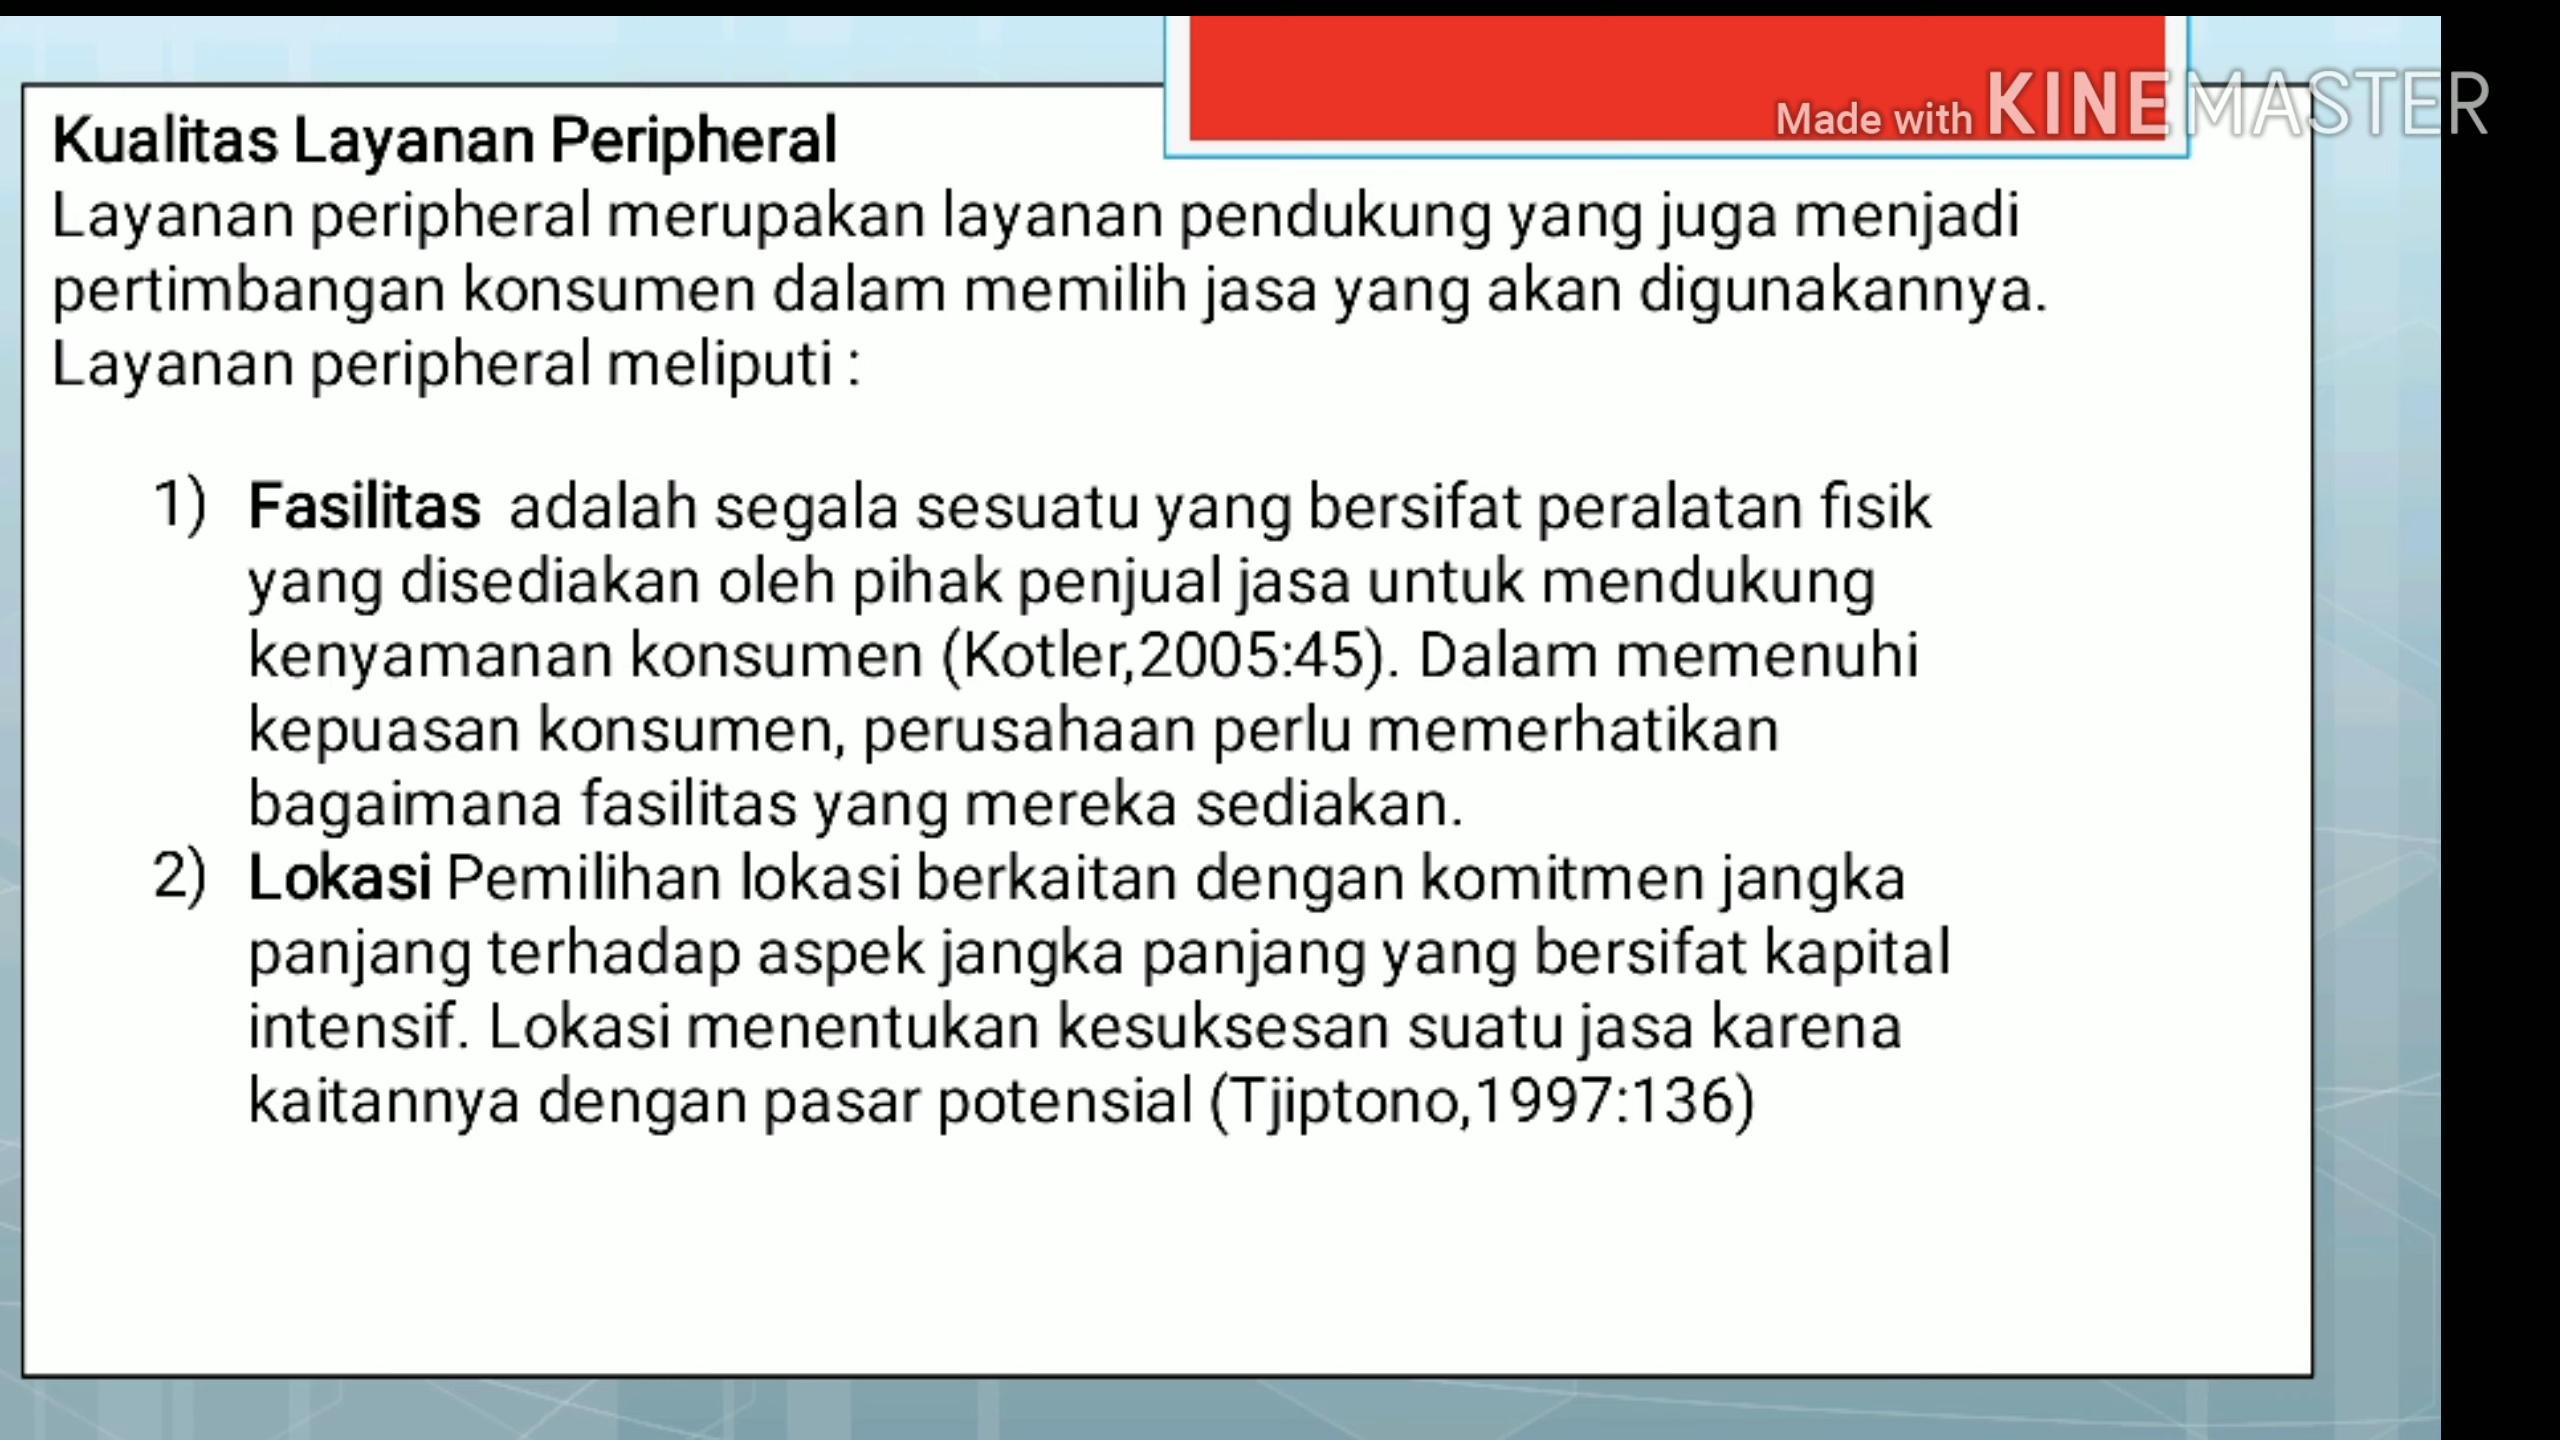 Made with KINEMASTER
Kualitas Layanan Peripheral
Layanan peripheral merupakan layanan pendukung yang juga menjadi
pertimbangan konsumen dalam memilih jasa yang akan digunakannya.
Layanan peripheral meliputi :
1) Fasilitas adalah segala sesuatu yang bersifat peralatan fisik
yang disediakan oleh pihak penjual jasa untuk mendukung
kenyamanan konsumen (Kotler,2005:45). Dalam memenuhi
kepuasan konsumen, perusahaan perlu memerhatikan
bagaimana fasilitas yang mereka sediakan.
2) Lokasi Pemilihan lokasi berkaitan dengan komitmen jangka
panjang terhadap aspek jangka panjang yang bersifat kapital
intensif. Lokasi menentukan kesuksesan suatu jasa karena
kaitannya dengan pasar potensial (Tjiptono,1997:136)